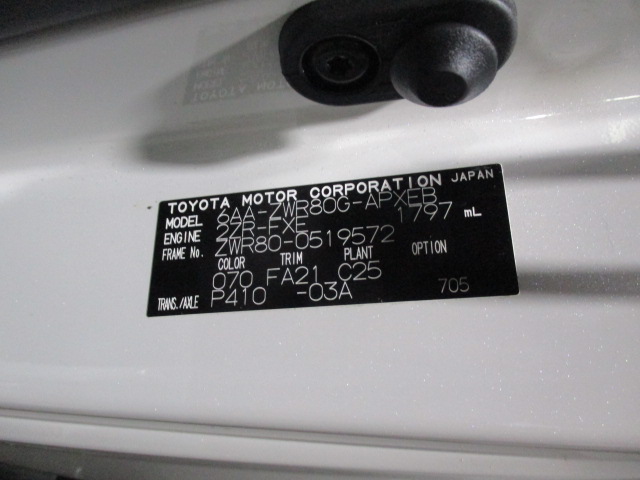 TOYOTA MOTOR CORPORATION JAPAN
MODEL 6AA-ZWR80G-APXEB
ENGINE 2ZR-FXE 1797 mL
FRAME No. ZWR80-0519572
COLOR TRIM PLANT OPTION
070 FA21 C25
TRANS./AXLE P410 -03A 705